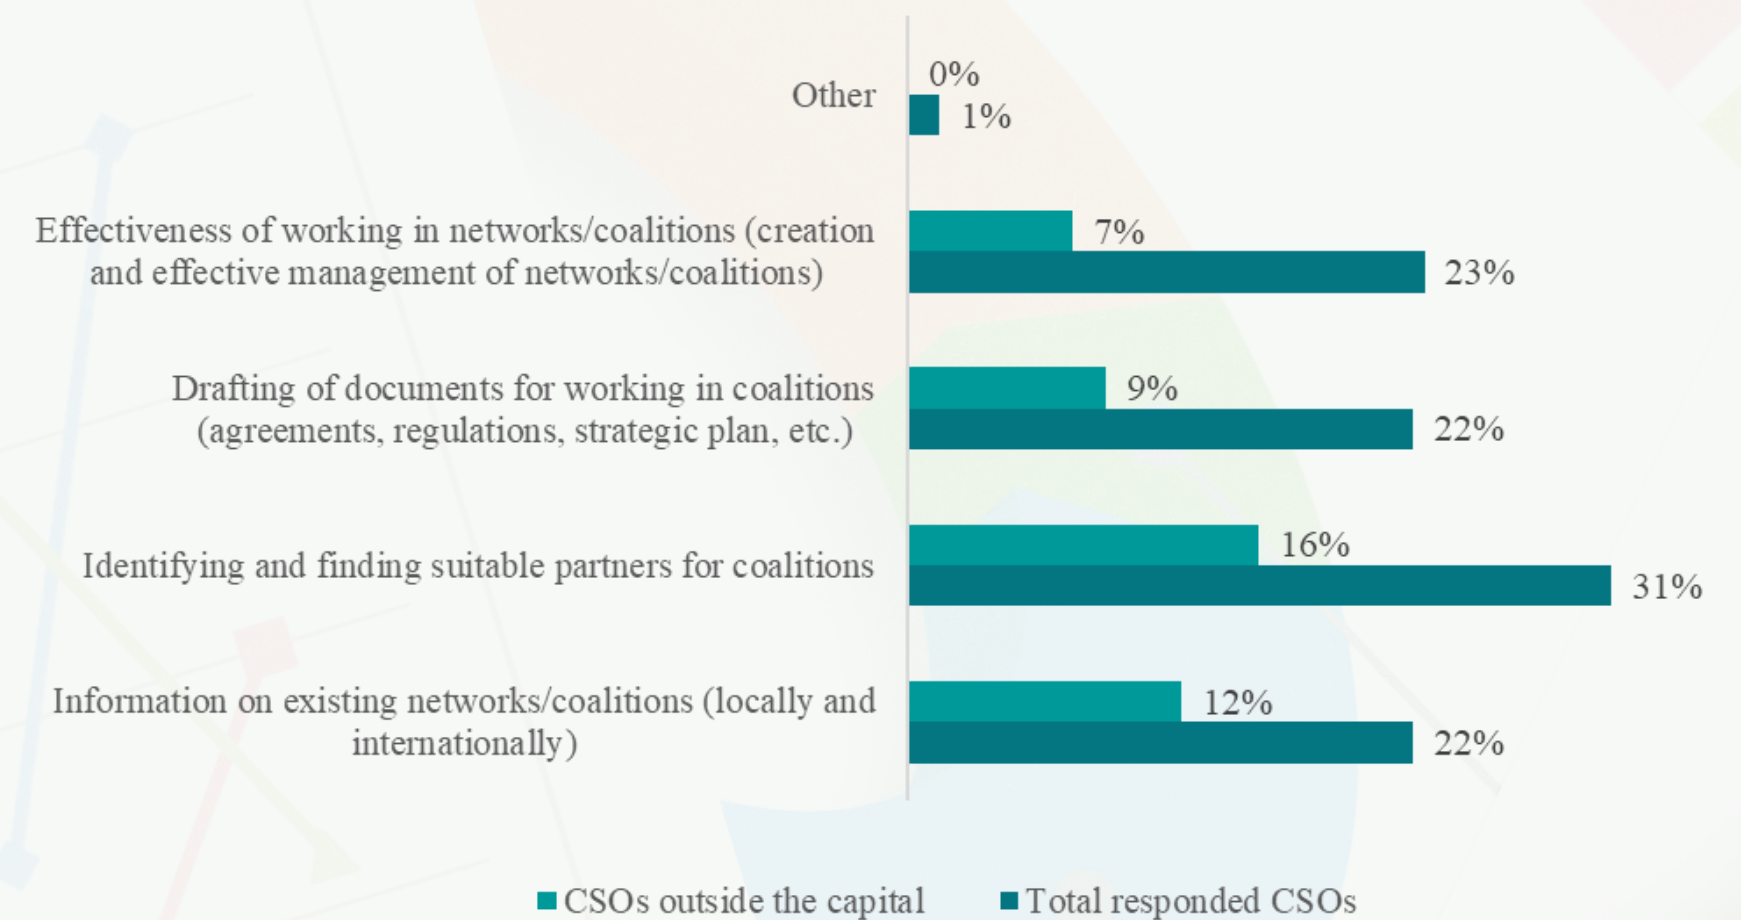 Other
0%
1%
Effectiveness of working in networks/coalitions (creation
and effective management of networks/coalitions)
7%
23%
Drafting of documents for working in coalitions
(agreements, regulations, strategic plan, etc.)
9%
22%
Identifying and finding suitable partners for coalitions
16%
31%
Information on existing networks/coalitions (locally and
internationally)
12%
22%
CSOs outside the capital
Total responded CSOs